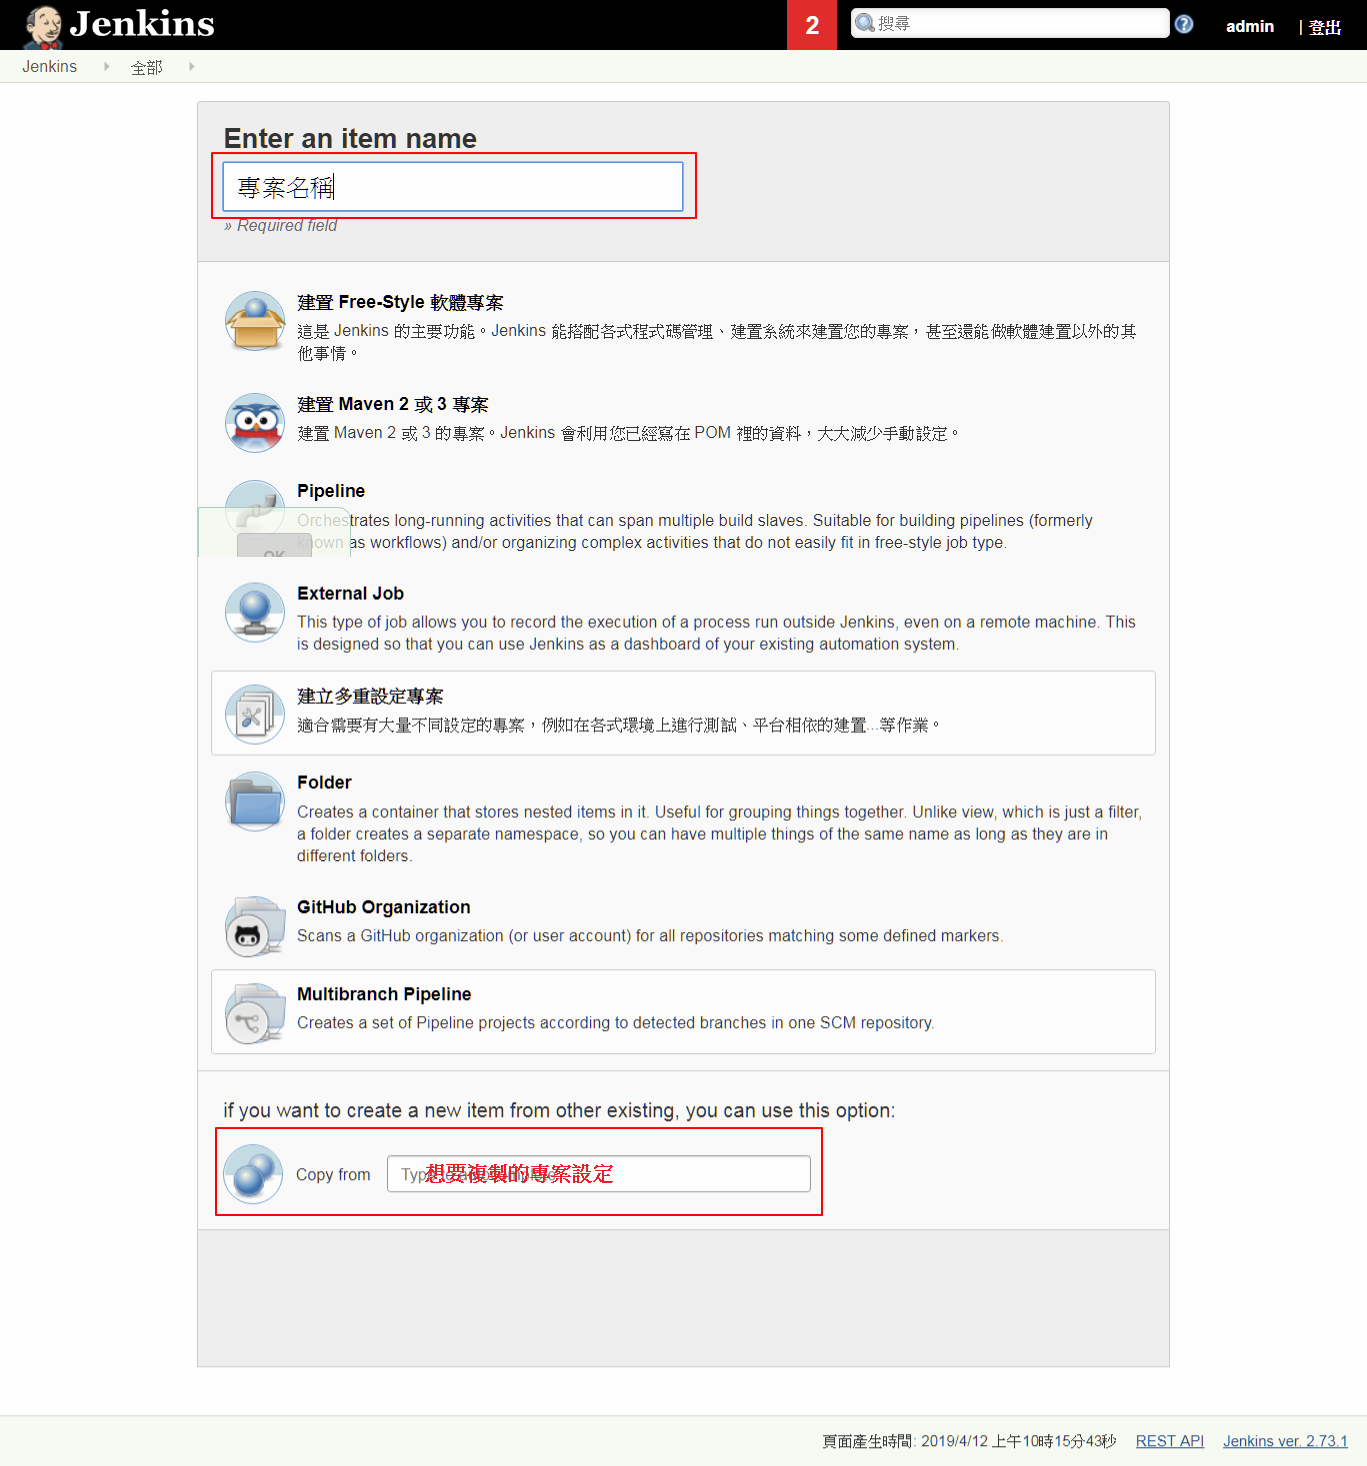 Jenkins
2
搜尋
admin
| 登出
Jenkins
全部
Enter an item name
專案名稱
» Required field
建置 Free-Style 軟體專案
這是 Jenkins 的主要功能。Jenkins 能搭配各式程式碼管理、建置系統來建置您的專案，甚至還能做軟體建置以外的其
他事情。
建置 Maven 2 或 3 專案
建置 Maven 2 或 3 的專案。Jenkins 會利用您已經寫在 POM 裡的資料，大大減少手動設定。
Pipeline
Orchestrates long-running activities that can span multiple build slaves. Suitable for building pipelines (formerly
known as workflows) and/or organizing complex activities that do not easily fit in free-style job type.
OK
External Job
This type of job allows you to record the execution of a process run outside Jenkins, even on a remote machine. This
is designed so that you can use Jenkins as a dashboard of your existing automation system.
建立多重設定專案
適合需要有大量不同設定的專案，例如在各式環境上進行測試、平台相依的建置...等作業。
Folder
Creates a container that stores nested items in it. Useful for grouping things together. Unlike view, which is just a filter,
a folder creates a separate namespace, so you can have multiple things of the same name as long as they are in
different folders.
GitHub Organization
Scans a GitHub organization (or user account) for all repositories matching some defined markers.
Multibranch Pipeline
Creates a set of Pipeline projects according to detected branches in one SCM repository.
if you want to create a new item from other existing, you can use this option:
Copy from
想要複製的專案設定
頁面產生時間: 2019/4/12 上午10時15分43秒
REST API
Jenkins ver. 2.73.1